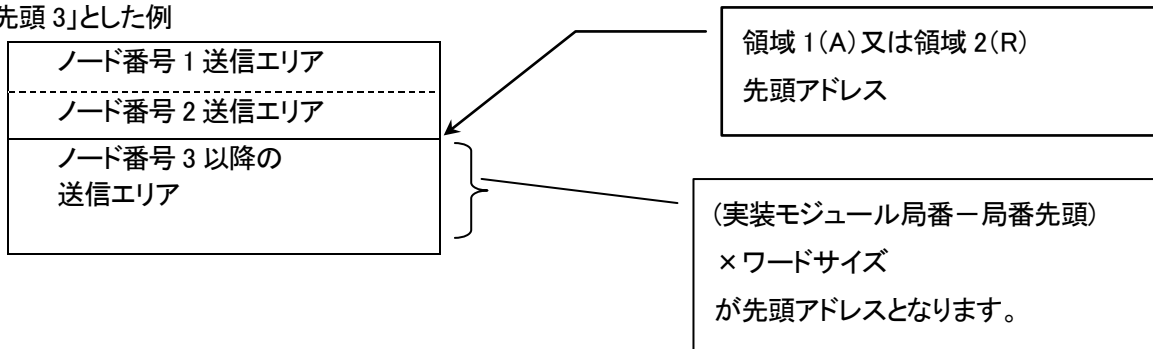 先頭 3」とした例
ノード番号 1 送信エリア
ノード番号 2 送信エリア
ノード番号 3 以降の
送信エリア
領域 1(A)又は領域 2(R)
先頭アドレス
(実装モジュール局番－局番先頭)
×ワードサイズ
が先頭アドレスとなります。